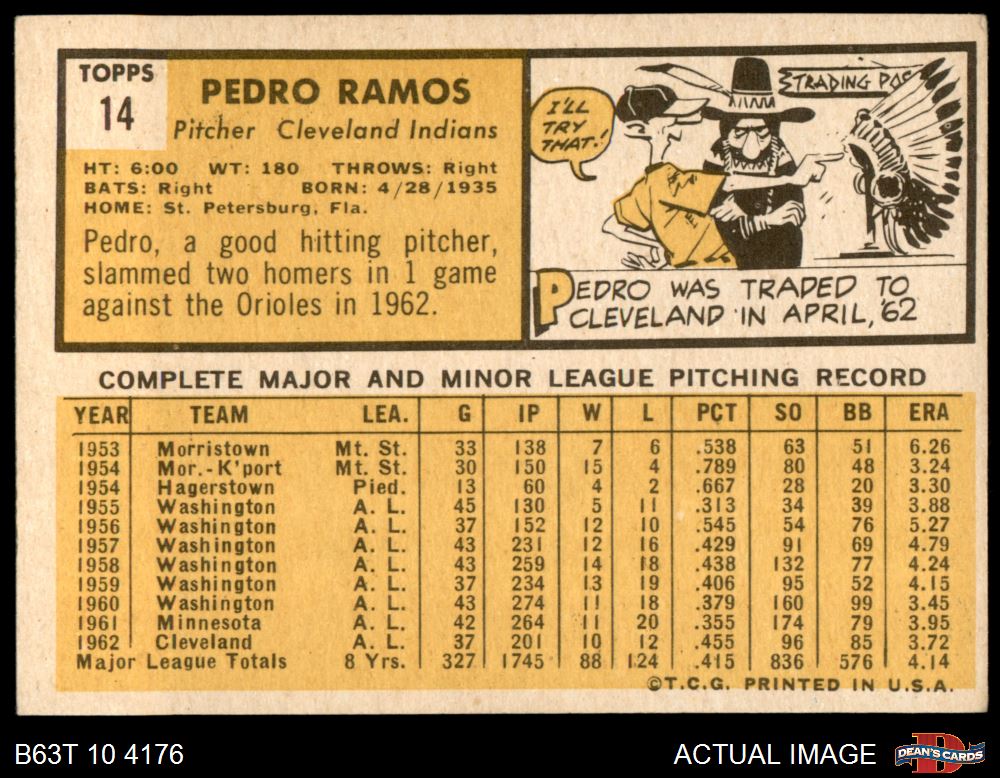 TOPPS
14
PEDRO RAMOS
Pitcher Cleveland Indians
HT: 6:00 WT: 180 THROWS: Right
BATS: Right BORN: 4/28/1935
HOME: St. Petersburg, Fla.
Pedro, a good hitting pitcher,
slammed two homers in 1 game
against the Orioles in 1962.
I'LL
TRY
THAT!
TRADING POS
PEDRO WAS TRADED TO
CLEVELAND IN APRIL, '62
COMPLETE MAJOR AND MINOR LEAGUE PITCHING RECORD
YEAR TEAM LEA. G IP W L PCT SO BB ERA
1953 Morristown Mt. St. 33 138 7 6 .538 63 51 6.26
1954 Mor.-K'port Mt. St. 30 150 15 4 .789 80 48 3.24
1954 Hagerstown Pied. 13 60 4 2 .667 28 20 3.30
1955 Washington A. L. 45 130 5 11 .313 34 39 3.88
1956 Washington A. L. 37 152 12 10 .545 54 76 5.27
1957 Washington A. L. 43 231 12 16 .429 91 69 4.79
1958 Washington A. L. 43 259 14 18 .438 132 77 4.24
1959 Washington A. L. 37 234 13 19 .406 95 52 4.15
1960 Washington A. L. 43 274 11 18 .379 160 99 3.45
1961 Minnesota A. L. 42 264 11 20 .355 174 79 3.95
1962 Cleveland A. L. 37 201 10 12 .455 96 85 3.72
Major League Totals 8 Yrs. 327 1745 88 124 .415 836 576 4.14
©T.C.G. PRINTED IN U.S.A.
B63T 10 4176
ACTUAL IMAGE
DEAN'S CARDS